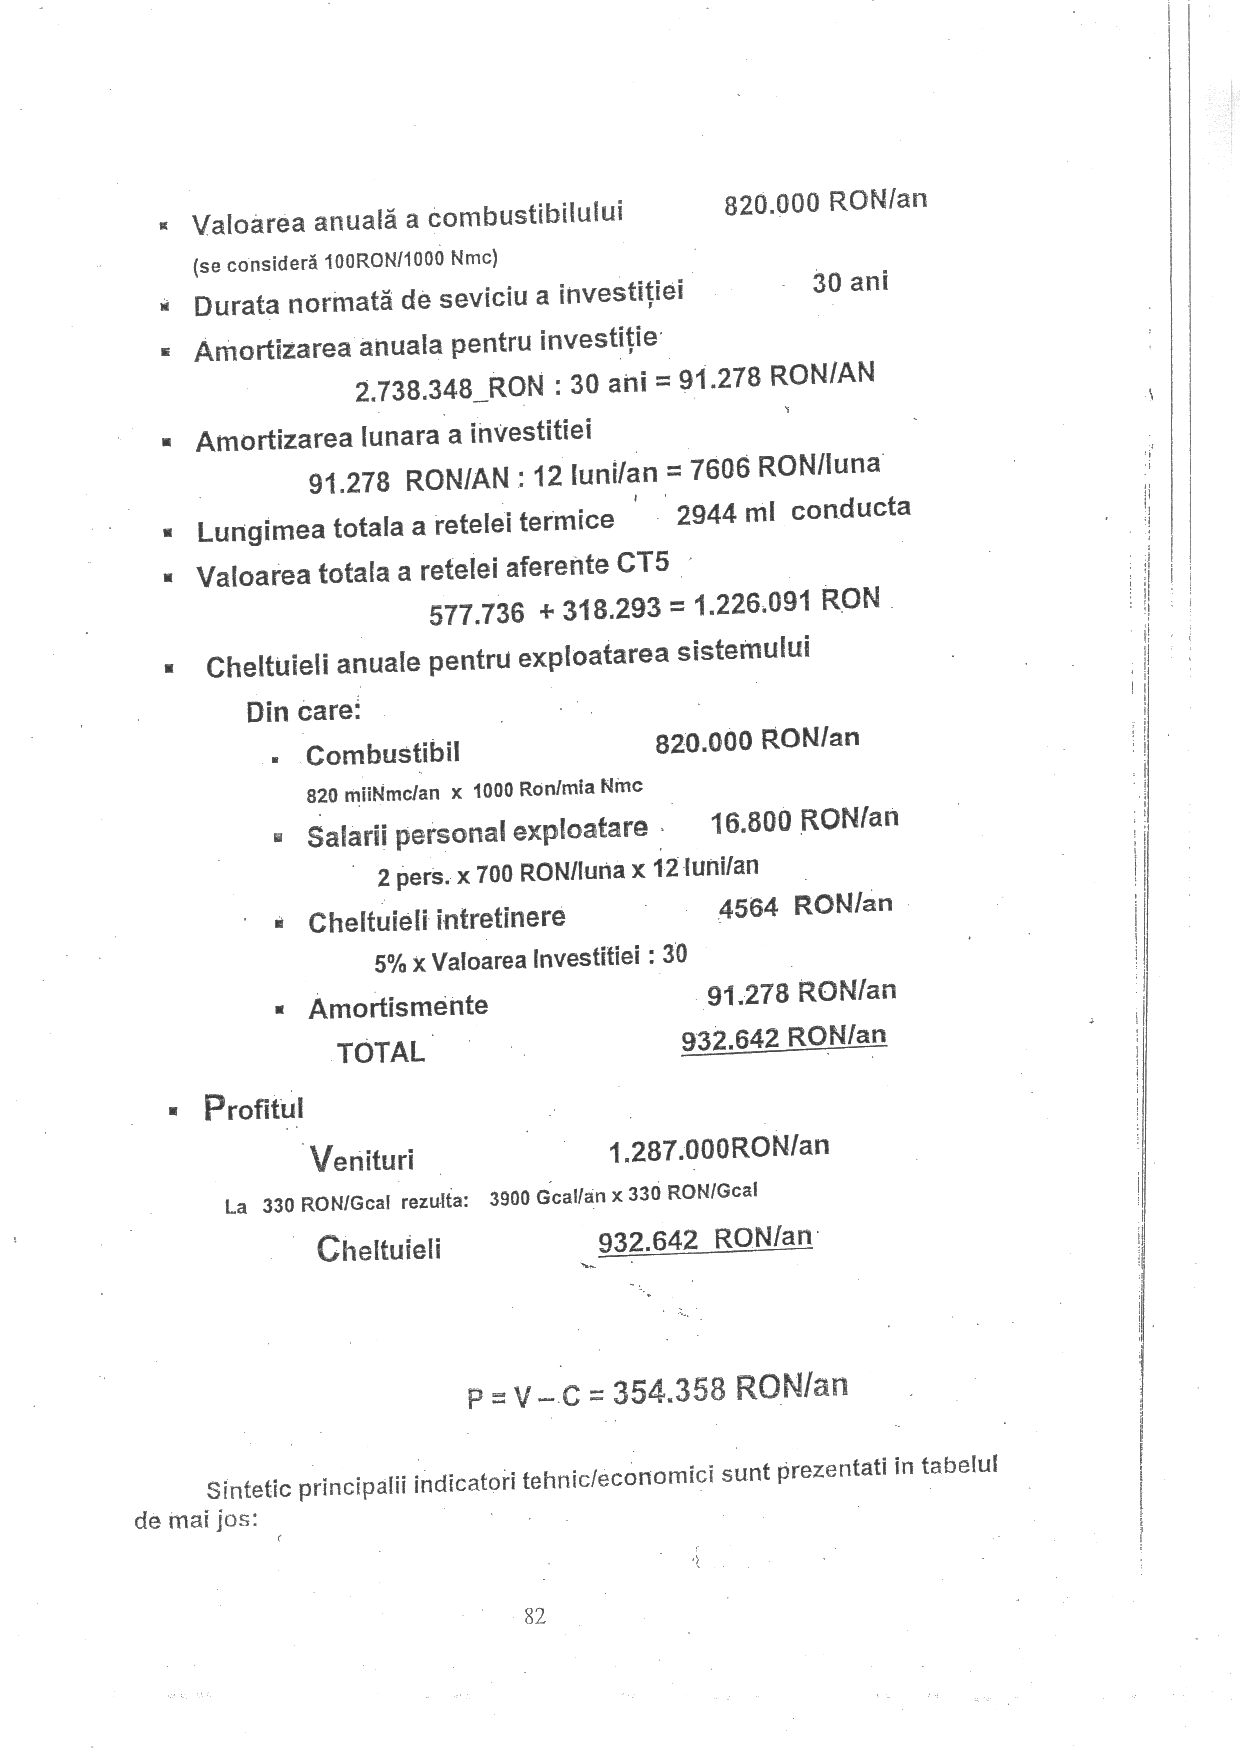 Valoarea anuală a combustibilului 820.000 RON/an
(se consideră 100RON/1000 Nmc)
Durata normată de seviciu a investiției 30 ani
Amortizarea anuala pentru investiție
2.738.348_RON : 30 ani = 91.278 RON/AN
Amortizarea lunara a investitiei
91.278 RON/AN : 12 luni/an = 7606 RON/luna
Lungimea totala a retelei termice 2944 ml conducta
Valoarea totala a retelei aferente CT5
577.736 + 318.293 = 1.226.091 RON
Cheltuieli anuale pentru exploatarea sistemului
Din care:
Combustibil 820.000 RON/an
820 miiNmc/an x 1000 Ron/mia Nmc
Salarii personal exploatare 16.800 RON/an
2 pers. x 700 RON/luna x 12 luni/an
Cheltuieli intretinere 4564 RON/an
5% x Valoarea Investitiei : 30
Amortismente 91.278 RON/an
TOTAL 932.642 RON/an
Profitul
Venituri 1.287.000RON/an
La 330 RON/Gcal rezulta: 3900 Gcal/an x 330 RON/Gcal
Cheltuieli 932.642 RON/an
P = V – C = 354.358 RON/an
Sintetic principalii indicatori tehnic/economici sunt prezentati in tabelul
de mai jos:
82